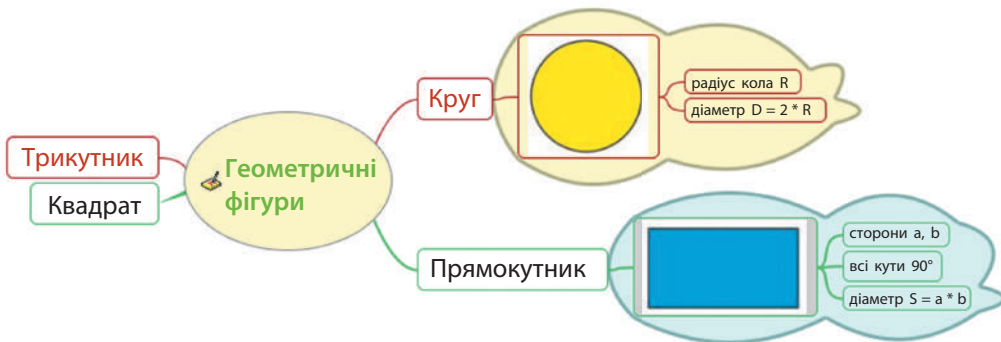 Трикутник
Квадрат
Геометричні
фігури
Круг
радіус кола R
діаметр D = 2 * R
Прямокутник
сторони a, b
всі кути 90°
діаметр S = a * b